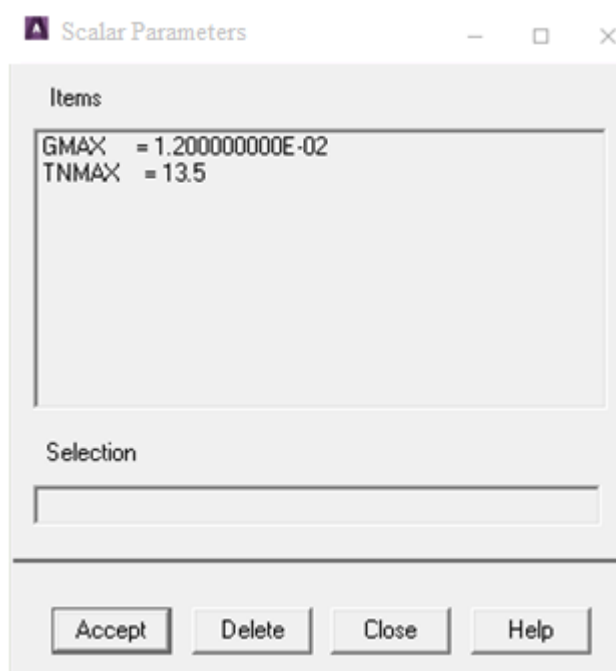 Scalar Parameters
Items
GMAX = 1.200000000E-02
TNMAX = 13.5
Selection
Accept Delete Close Help